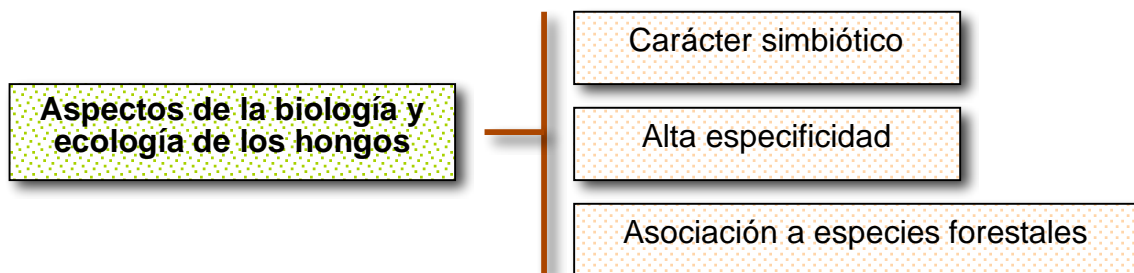 Carácter simbiótico
Aspectos de la biología y
ecología de los hongos
Alta especificidad
Asociación a especies forestales